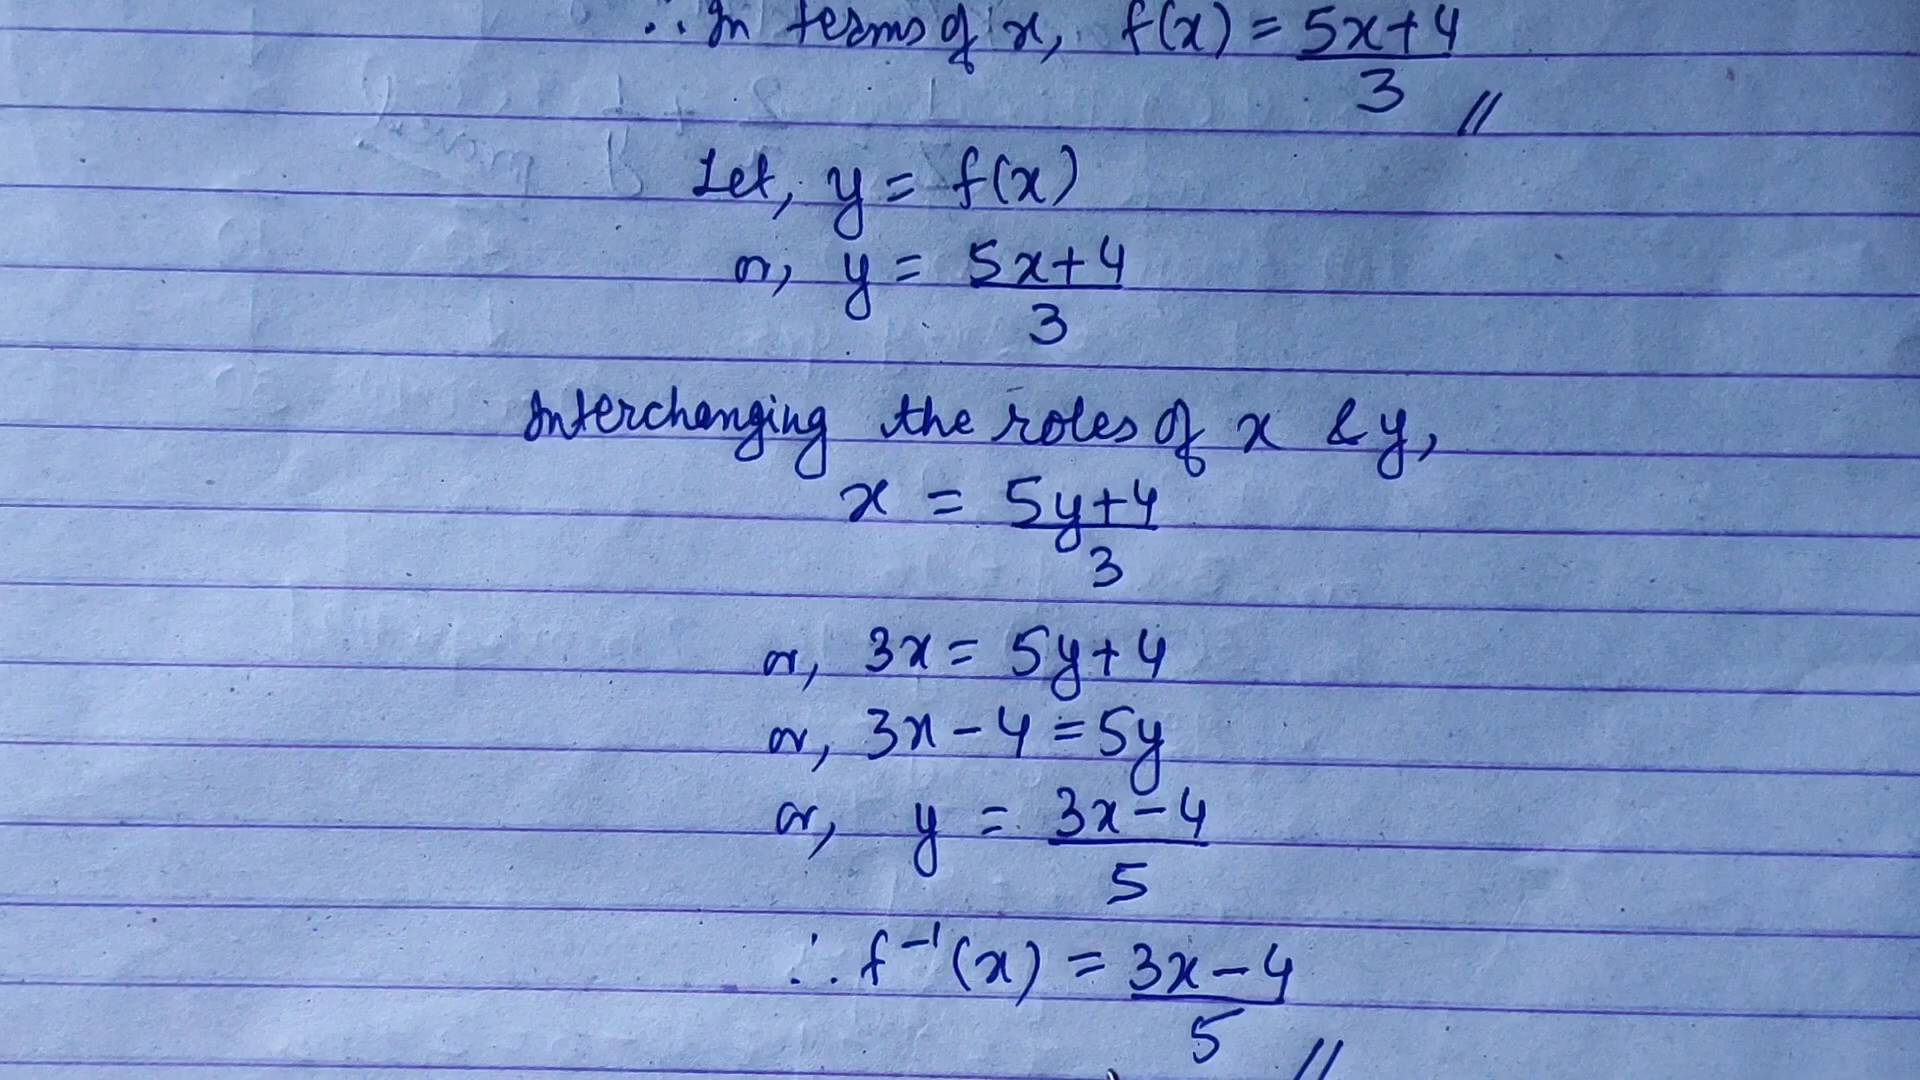 ∴ In terms of x, f(x) = 5x+4/3 //
Let, y = f(x)
or, y = 5x+4/3
Interchanging the roles of x & y,
x = 5y+4/3
or, 3x = 5y+4
or, 3x-4 = 5y
or, y = 3x-4/5
∴ f⁻¹(x) = 3x-4/5 //